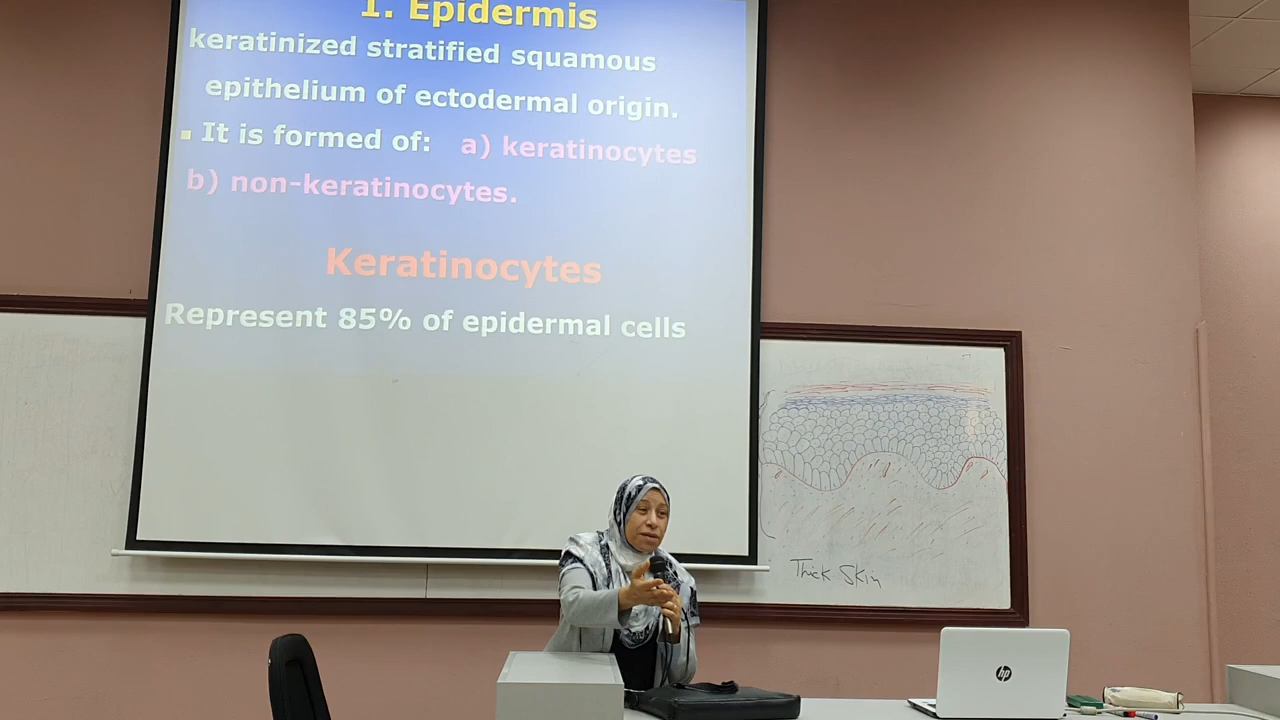 1. Epidermis
keratinized stratified squamous
epithelium of ectodermal origin.
▪ It is formed of: a) keratinocytes
b) non-keratinocytes.
Keratinocytes
Represent 85% of epidermal cells
Thick Skin
hp